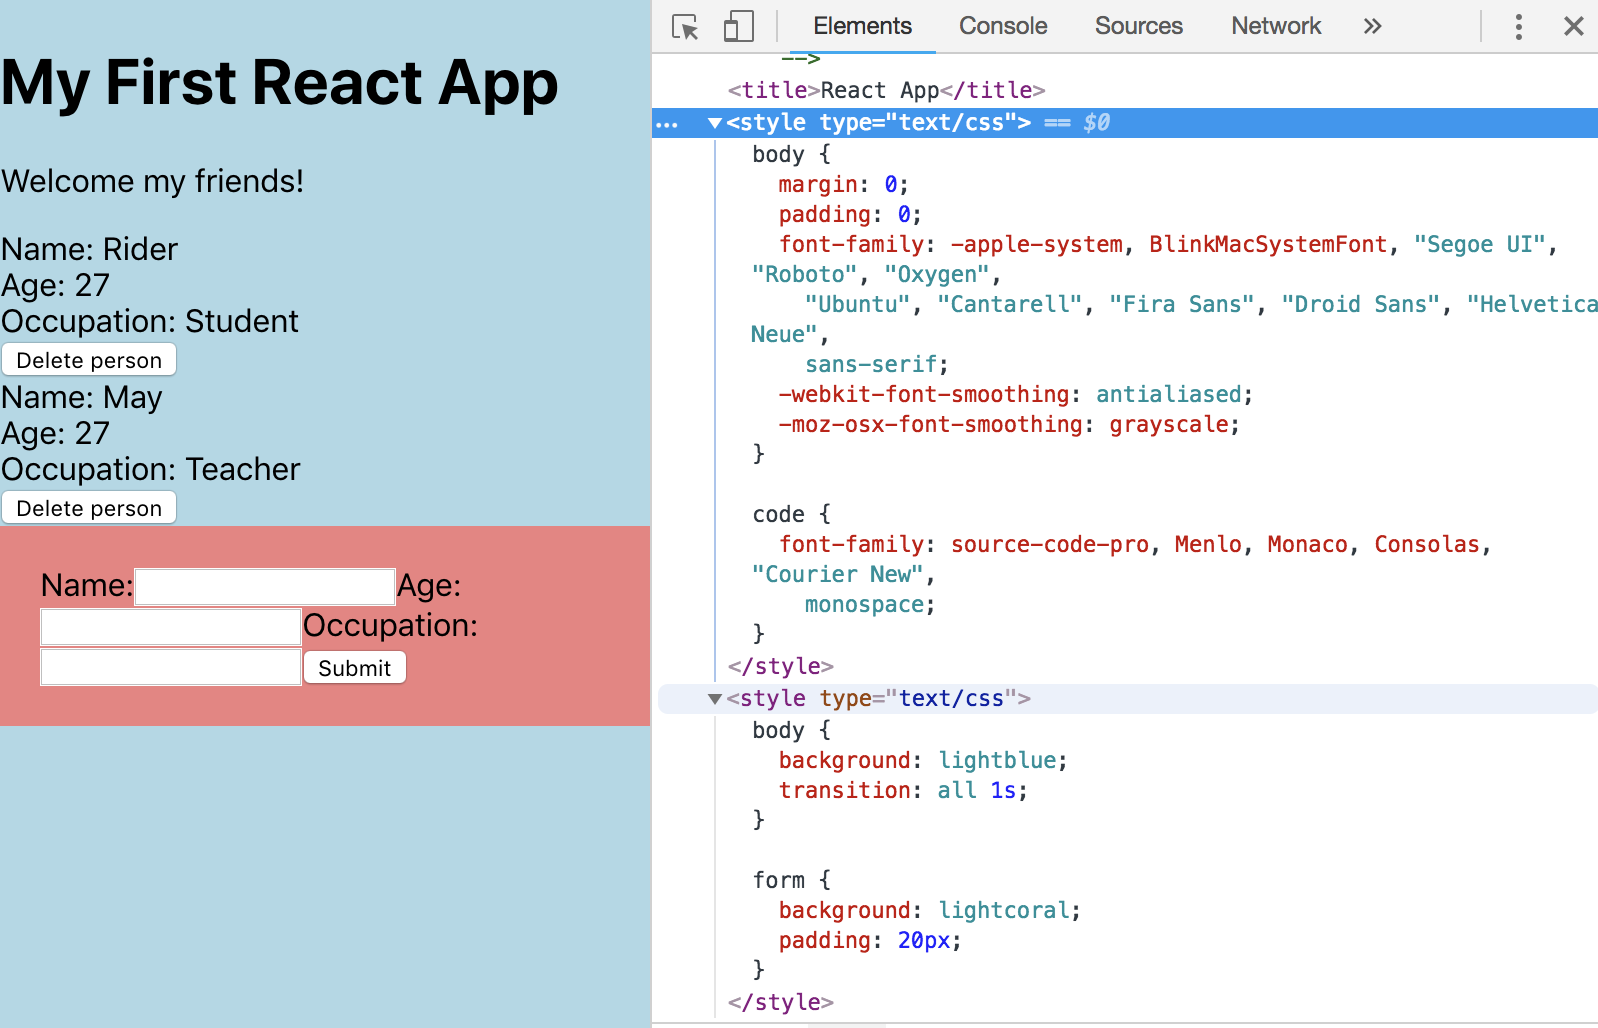 My First React App
Welcome my friends!
Name: Rider
Age: 27
Occupation: Student
Delete person
Name: May
Age: 27
Occupation: Teacher
Delete person
Name: Age:
Occupation:
Submit
Elements Console Sources Network »
-->
<title>React App</title>
... ▼<style type="text/css"> == $0
body {
margin: 0;
padding: 0;
font-family: -apple-system, BlinkMacSystemFont, "Segoe UI",
"Roboto", "Oxygen",
"Ubuntu", "Cantarell", "Fira Sans", "Droid Sans", "Helvetica
Neue",
sans-serif;
-webkit-font-smoothing: antialiased;
-moz-osx-font-smoothing: grayscale;
}
code {
font-family: source-code-pro, Menlo, Monaco, Consolas,
"Courier New",
monospace;
}
</style>
▼<style type="text/css">
body {
background: lightblue;
transition: all 1s;
}
form {
background: lightcoral;
padding: 20px;
}
</style>